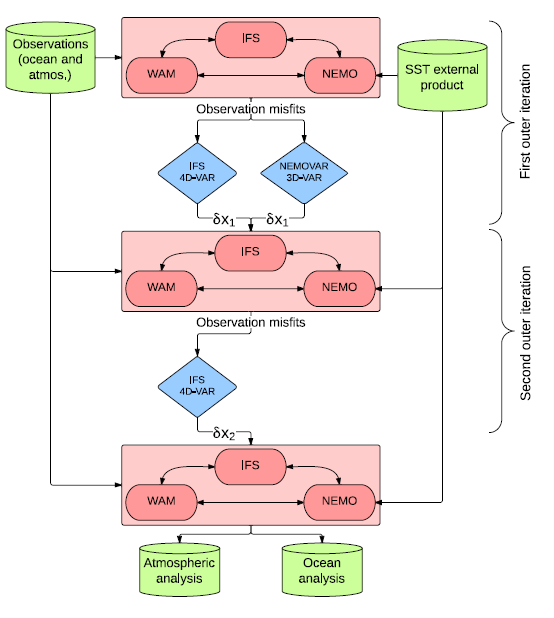 Observations
(ocean and
atmos,)
IFS
WAM
NEMO
SST external
product
First outer iteration
Observation misfits
IFS
4D-VAR
NEMOVAR
3D-VAR
δx1
δx1
IFS
WAM
NEMO
Second outer iteration
Observation misfits
IFS
4D-VAR
δx2
IFS
WAM
NEMO
Atmospheric
analysis
Ocean
analysis